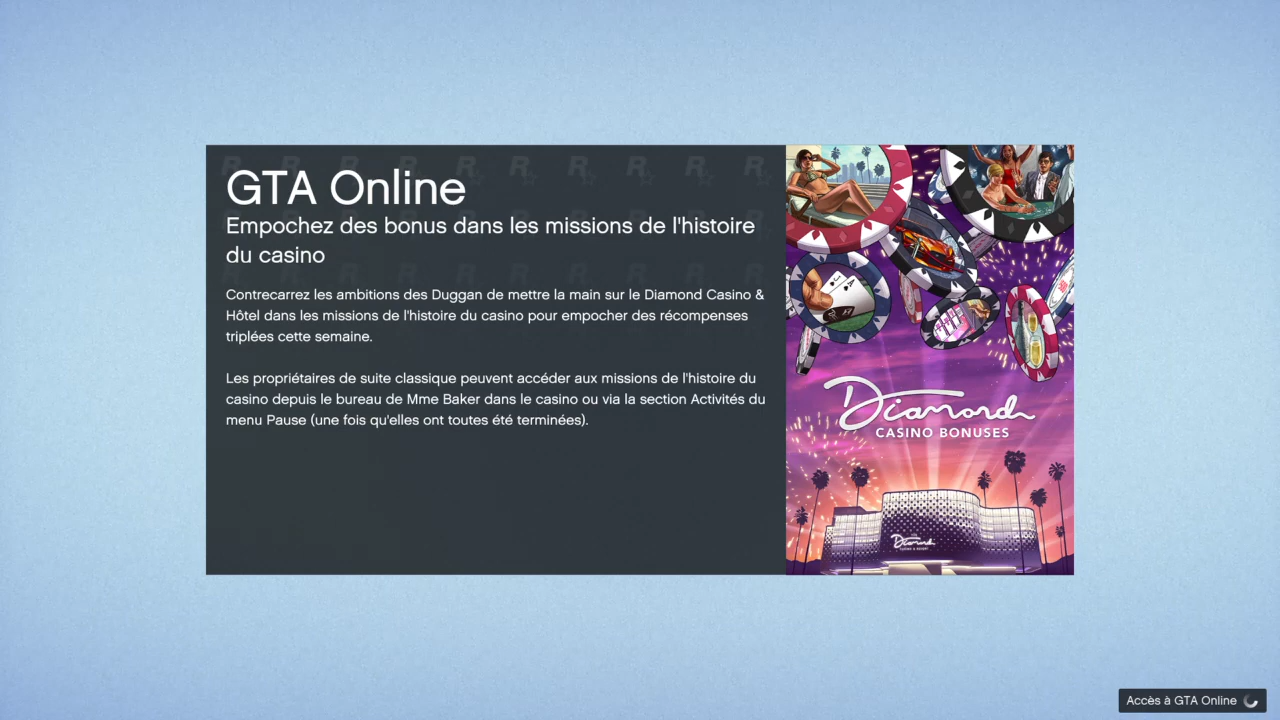 GTA Online
Empochez des bonus dans les missions de l'histoire
du casino
Contrecarrez les ambitions des Duggan de mettre la main sur le Diamond Casino &
Hôtel dans les missions de l'histoire du casino pour empocher des récompenses
triplées cette semaine.
Les propriétaires de suite classique peuvent accéder aux missions de l'histoire du
casino depuis le bureau de Mme Baker dans le casino ou via la section Activités du
menu Pause (une fois qu'elles ont toutes été terminées).
Diamond
CASINO BONUSES
Diamond
CASINO & RESORT
Accès à GTA Online